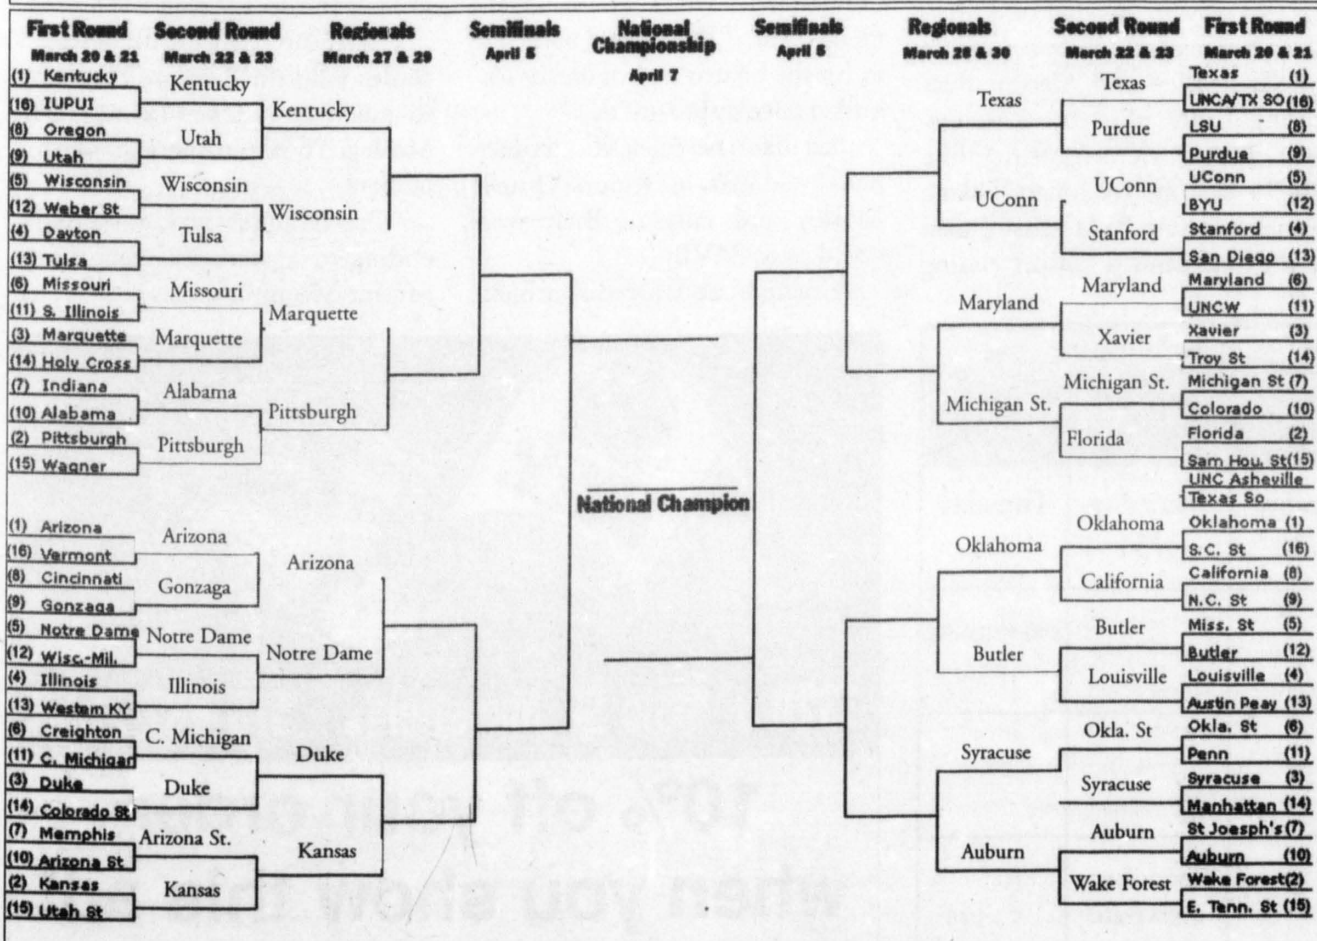 First Round
March 20 & 21
Second Round
March 22 & 23
Regionals
March 27 & 29
Semifinals
April 5
National
Championship
April 7
Semifinals
April 5
Regionals
March 28 & 30
Second Round
March 22 & 23
First Round
March 20 & 21
(1) Kentucky
(16) IUPUI
(8) Oregon
(9) Utah
(5) Wisconsin
(12) Weber St
(4) Dayton
(13) Tulsa
(6) Missouri
(11) S. Illinois
(3) Marquette
(14) Holy Cross
(7) Indiana
(10) Alabama
(2) Pittsburgh
(15) Wagner
Kentucky
Utah
Wisconsin
Tulsa
Missouri
Marquette
Alabama
Pittsburgh
Kentucky
Wisconsin
Marquette
Pittsburgh
(1) Arizona
(16) Vermont
(8) Cincinnati
(9) Gonzaga
(5) Notre Dame
(12) Wisc.-Mil.
(4) Illinois
(13) Western KY
(6) Creighton
(11) C. Michigan
(3) Duke
(14) Colorado St
(7) Memphis
(10) Arizona St
(2) Kansas
(15) Utah St
Arizona
Gonzaga
Notre Dame
Illinois
C. Michigan
Duke
Arizona St.
Kansas
Arizona
Notre Dame
Duke
Kansas
National Champion
Texas
UConn
Maryland
Michigan St.
Texas
Purdue
UConn
Stanford
Maryland
Xavier
Michigan St.
Florida
Texas (1)
UNCA/TX SO (16)
LSU (8)
Purdue (9)
UConn (5)
BYU (12)
Stanford (4)
San Diego (13)
Maryland (6)
UNCW (11)
Xavier (3)
Troy St (14)
Michigan St (7)
Colorado (10)
Florida (2)
Sam Hou. St(15)
UNC Asheville
Texas So
Oklahoma
Butler
Syracuse
Auburn
Oklahoma
California
Butler
Louisville
Okla. St
Syracuse
Auburn
Wake Forest
Oklahoma (1)
S.C. St (16)
California (8)
N.C. St (9)
Miss. St (5)
Butler (12)
Louisville (4)
Austin Peay (13)
Okla. St (6)
Penn (11)
Syracuse (3)
Manhattan (14)
St Joesph's (7)
Auburn (10)
Wake Forest(2)
E. Tann. St (15)
10% off your order
when you show this ad